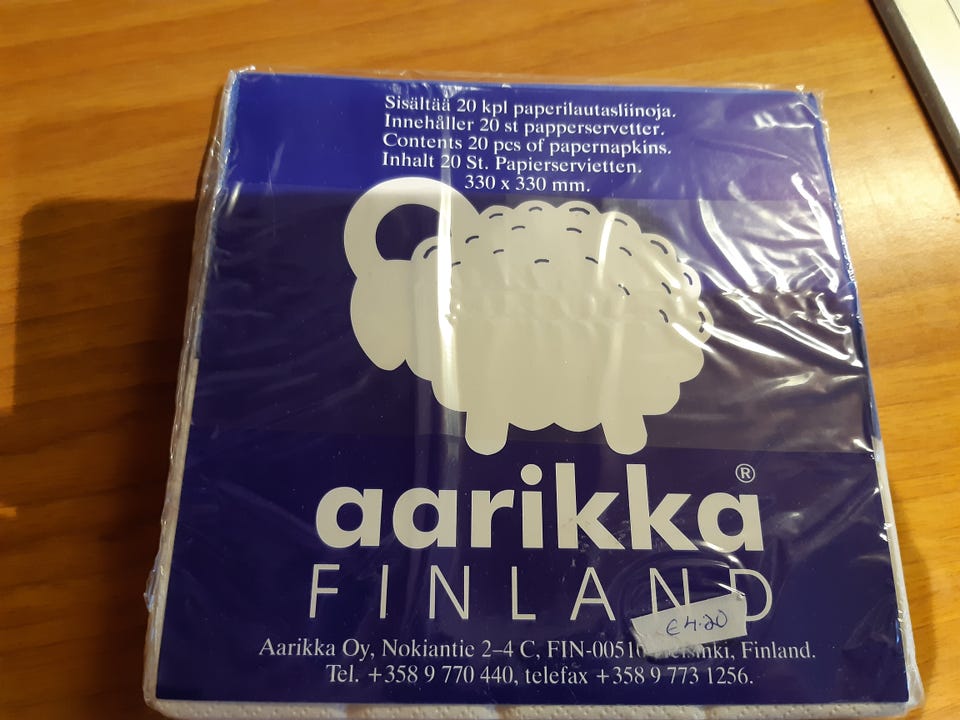 Sisältää 20 kpl paperilautasliinoja.
Innehåller 20 st papperservetter.
Contents 20 pcs of papernapkins.
Inhalt 20 St. Papierservietten.
330 x 330 mm.
aarikka®
FINLAND
€4.20
Aarikka Oy, Nokiantie 2–4 C, FIN-00510 Helsinki, Finland.
Tel. +358 9 770 440, telefax +358 9 773 1256.